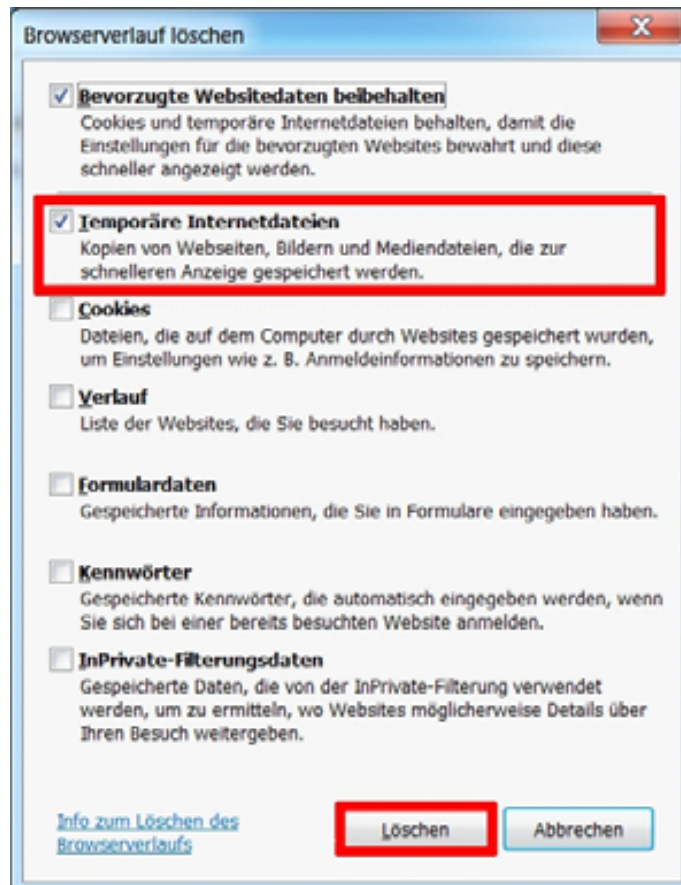 Browserverlauf löschen
Bevorzugte Websitedaten beibehalten
Cookies und temporäre Internetdateien behalten, damit die
Einstellungen für die bevorzugten Websites bewahrt und diese
schneller angezeigt werden.
Temporäre Internetdateien
Kopien von Webseiten, Bildern und Mediendateien, die zur
schnelleren Anzeige gespeichert werden.
Cookies
Dateien, die auf dem Computer durch Websites gespeichert wurden,
um Einstellungen wie z. B. Anmeldeinformationen zu speichern.
Verlauf
Liste der Websites, die Sie besucht haben.
Formulardaten
Gespeicherte Informationen, die Sie in Formulare eingegeben haben.
Kennwörter
Gespeicherte Kennwörter, die automatisch eingegeben werden, wenn
Sie sich bei einer bereits besuchten Website anmelden.
InPrivate-Filterungsdaten
Gespeicherte Daten, die von der InPrivate-Filterung verwendet
werden, um zu ermitteln, wo Websites möglicherweise Details über
Ihren Besuch weitergeben.
Info zum Löschen des
Browserverlaufs
Löschen
Abbrechen